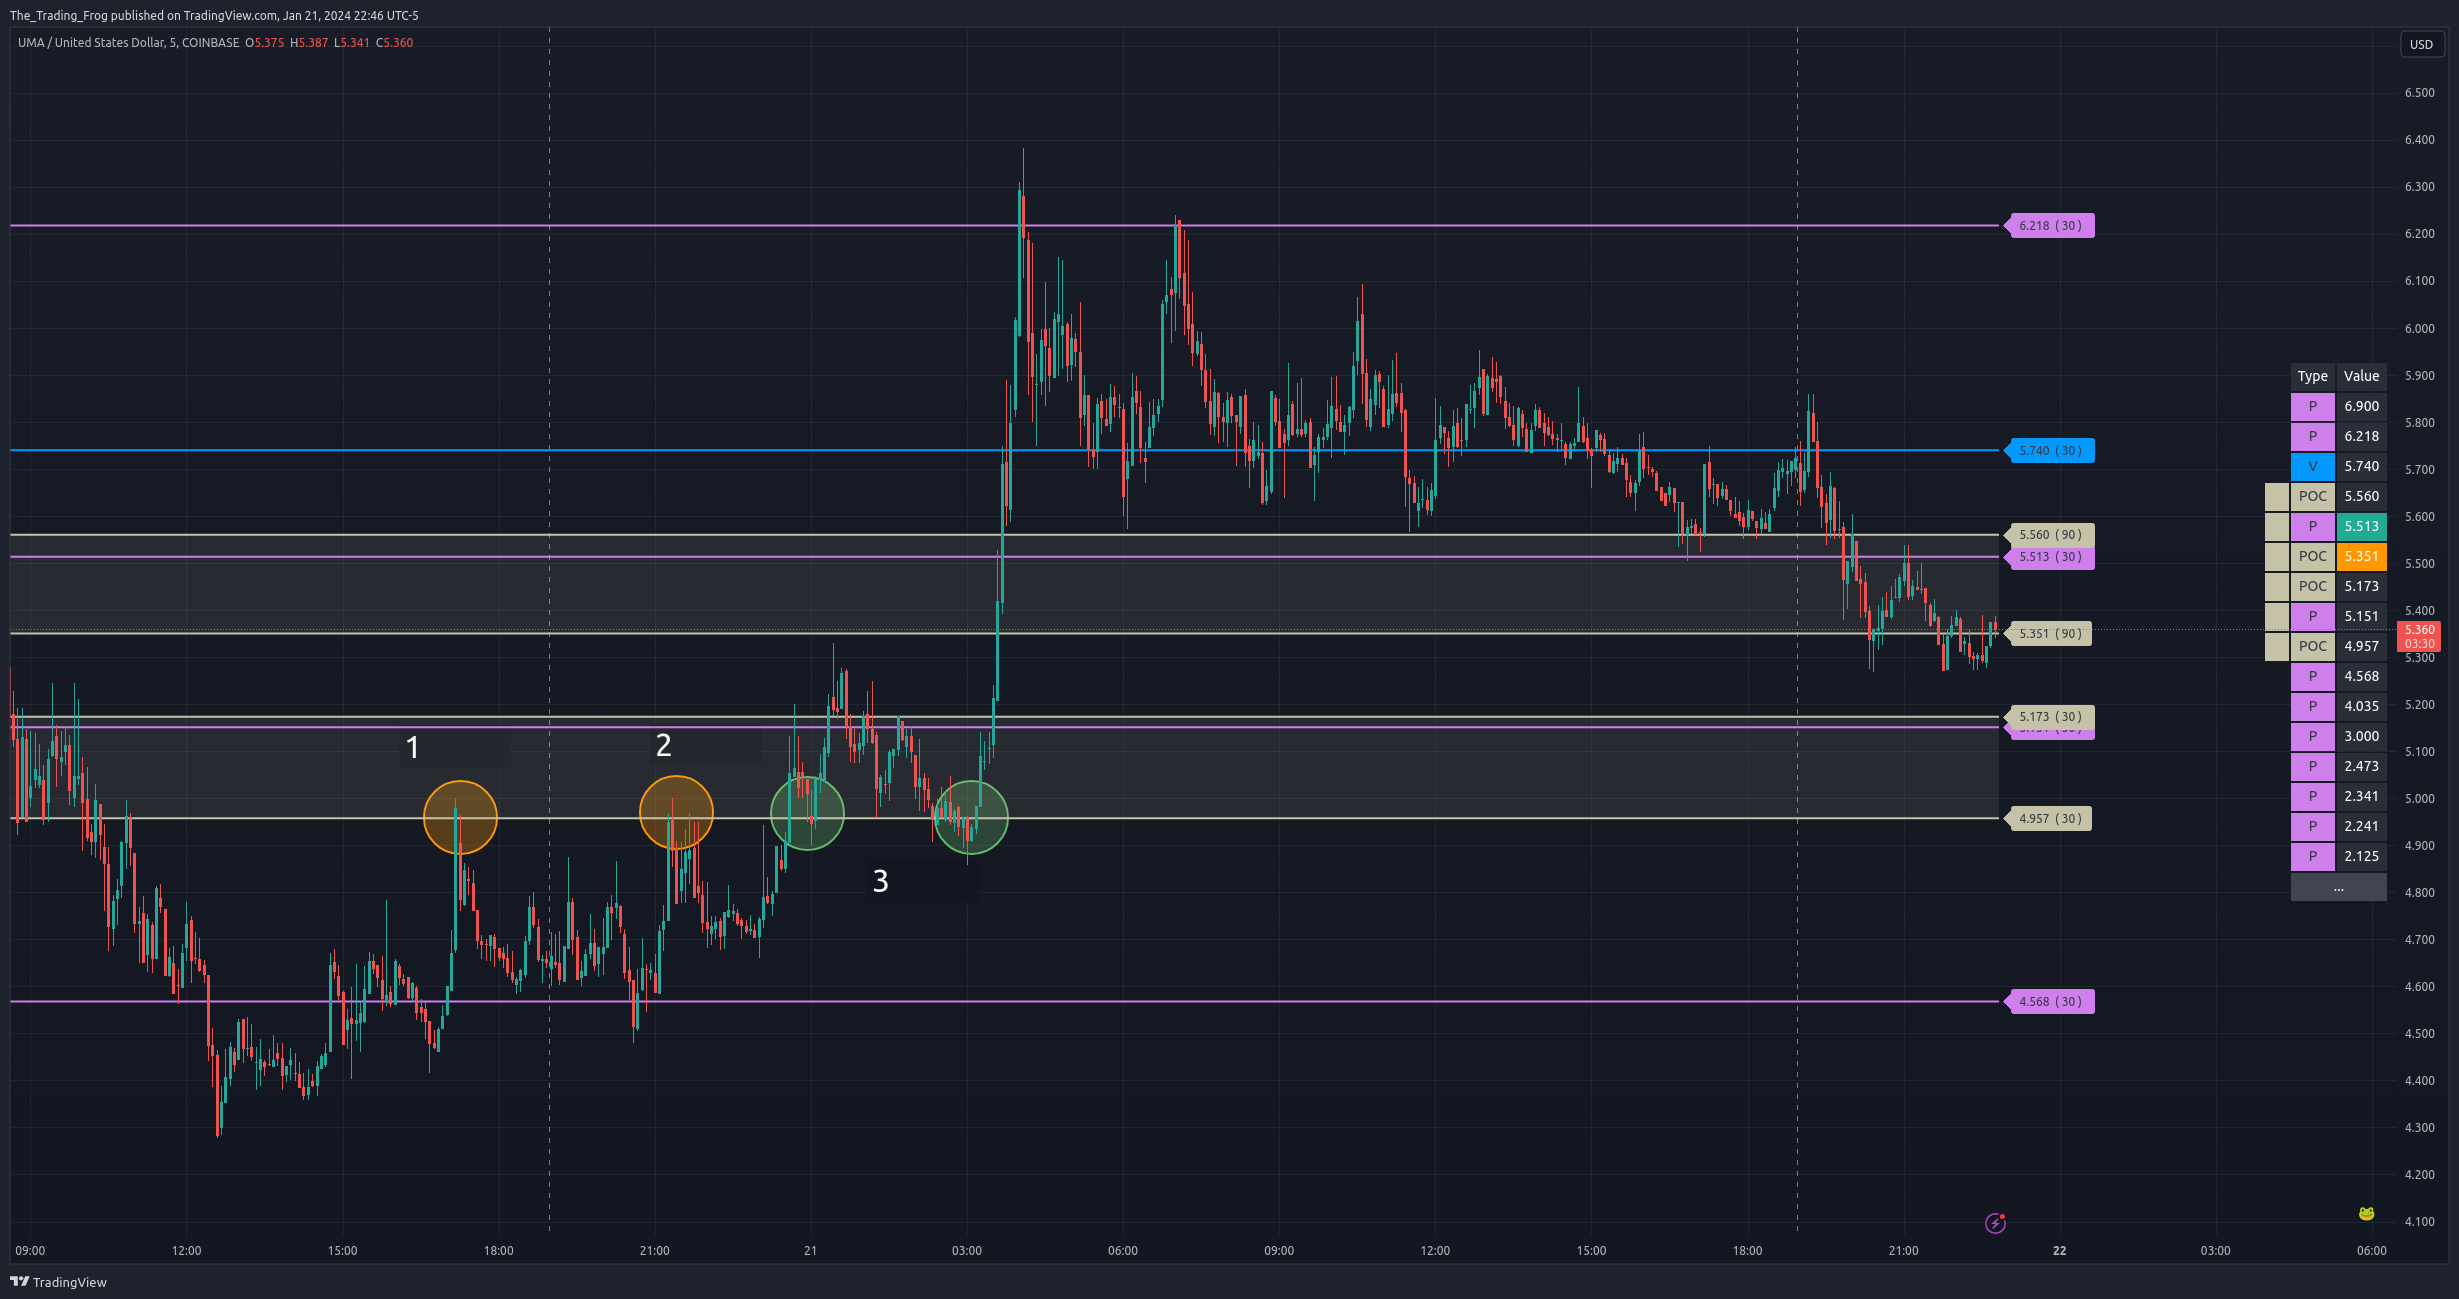 The_Trading_Frog published on TradingView.com, Jan 21, 2024 22:46 UTC-5
UMA / United States Dollar, 5, COINBASE O5.375 H5.387 L5.341 C5.360
USD
6.500
6.400
6.300
6.200
6.100
6.000
5.900
5.800
5.700
5.600
5.500
5.400
5.360
03:30
5.300
5.200
5.100
5.000
4.900
4.800
4.700
4.600
4.500
4.400
4.300
4.200
4.100
6.218 (30)
5.740 (30)
5.560 (90)
5.513 (30)
5.351 (90)
5.173 (30)
4.957 (30)
4.568 (30)
Type Value
P 6.900
P 6.218
V 5.740
POC 5.560
P 5.513
POC 5.351
POC 5.173
P 5.151
POC 4.957
P 4.568
P 4.035
P 3.000
P 2.473
P 2.341
P 2.241
P 2.125
...
1
2
3
09:00 12:00 15:00 18:00 21:00 21 03:00 06:00 09:00 12:00 15:00 18:00 21:00 22 03:00 06:00
TradingView